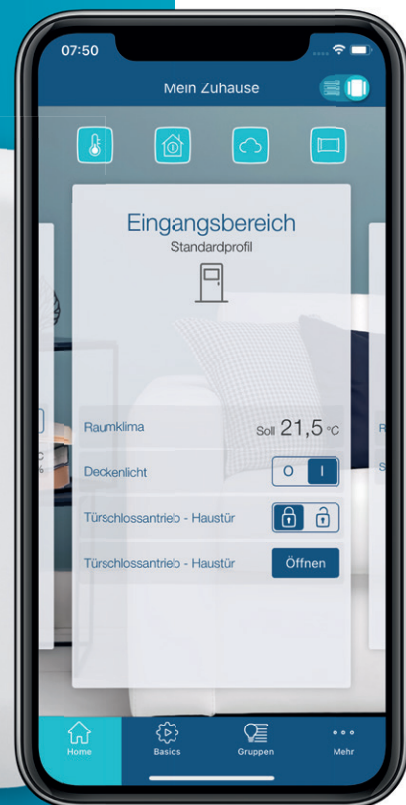 07:50
Mein Zuhause
Eingangsbereich
Standardprofil
Raumklima Soll 21,5 °C
Deckenlicht O I
Türschlossantrieb - Haustür
Türschlossantrieb - Haustür Öffnen
Home Basics Gruppen Mehr